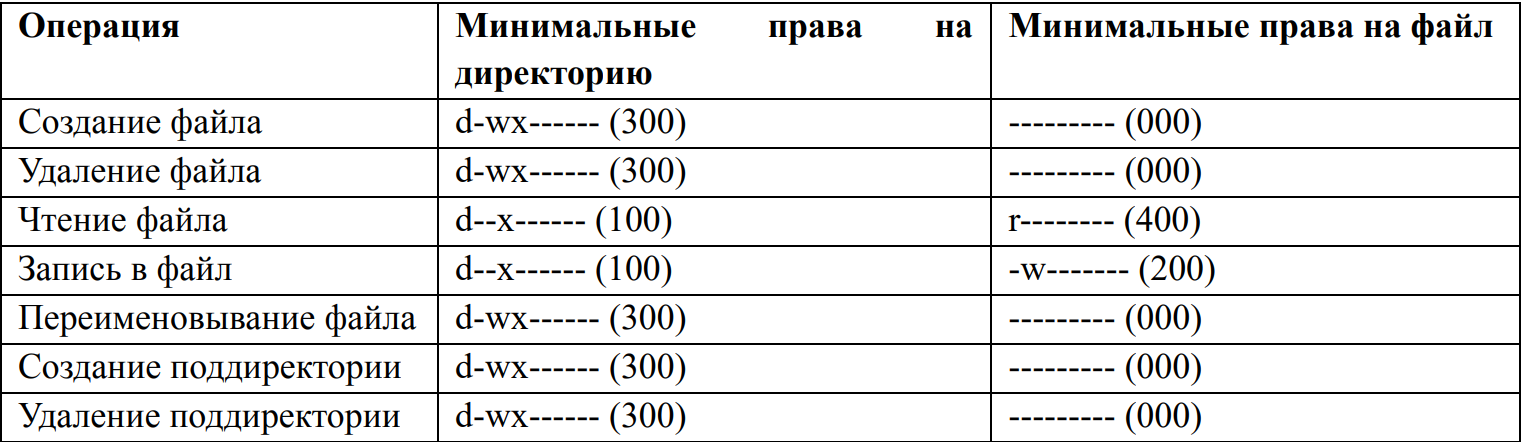 Операция Минимальные права на Минимальные права на файл
директорию
Создание файла d-wx------ (300) --------- (000)
Удаление файла d-wx------ (300) --------- (000)
Чтение файла d--x------ (100) r-------- (400)
Запись в файл d--x------ (100) -w------- (200)
Переименовывание файла d-wx------ (300) --------- (000)
Создание поддиректории d-wx------ (300) --------- (000)
Удаление поддиректории d-wx------ (300) --------- (000)